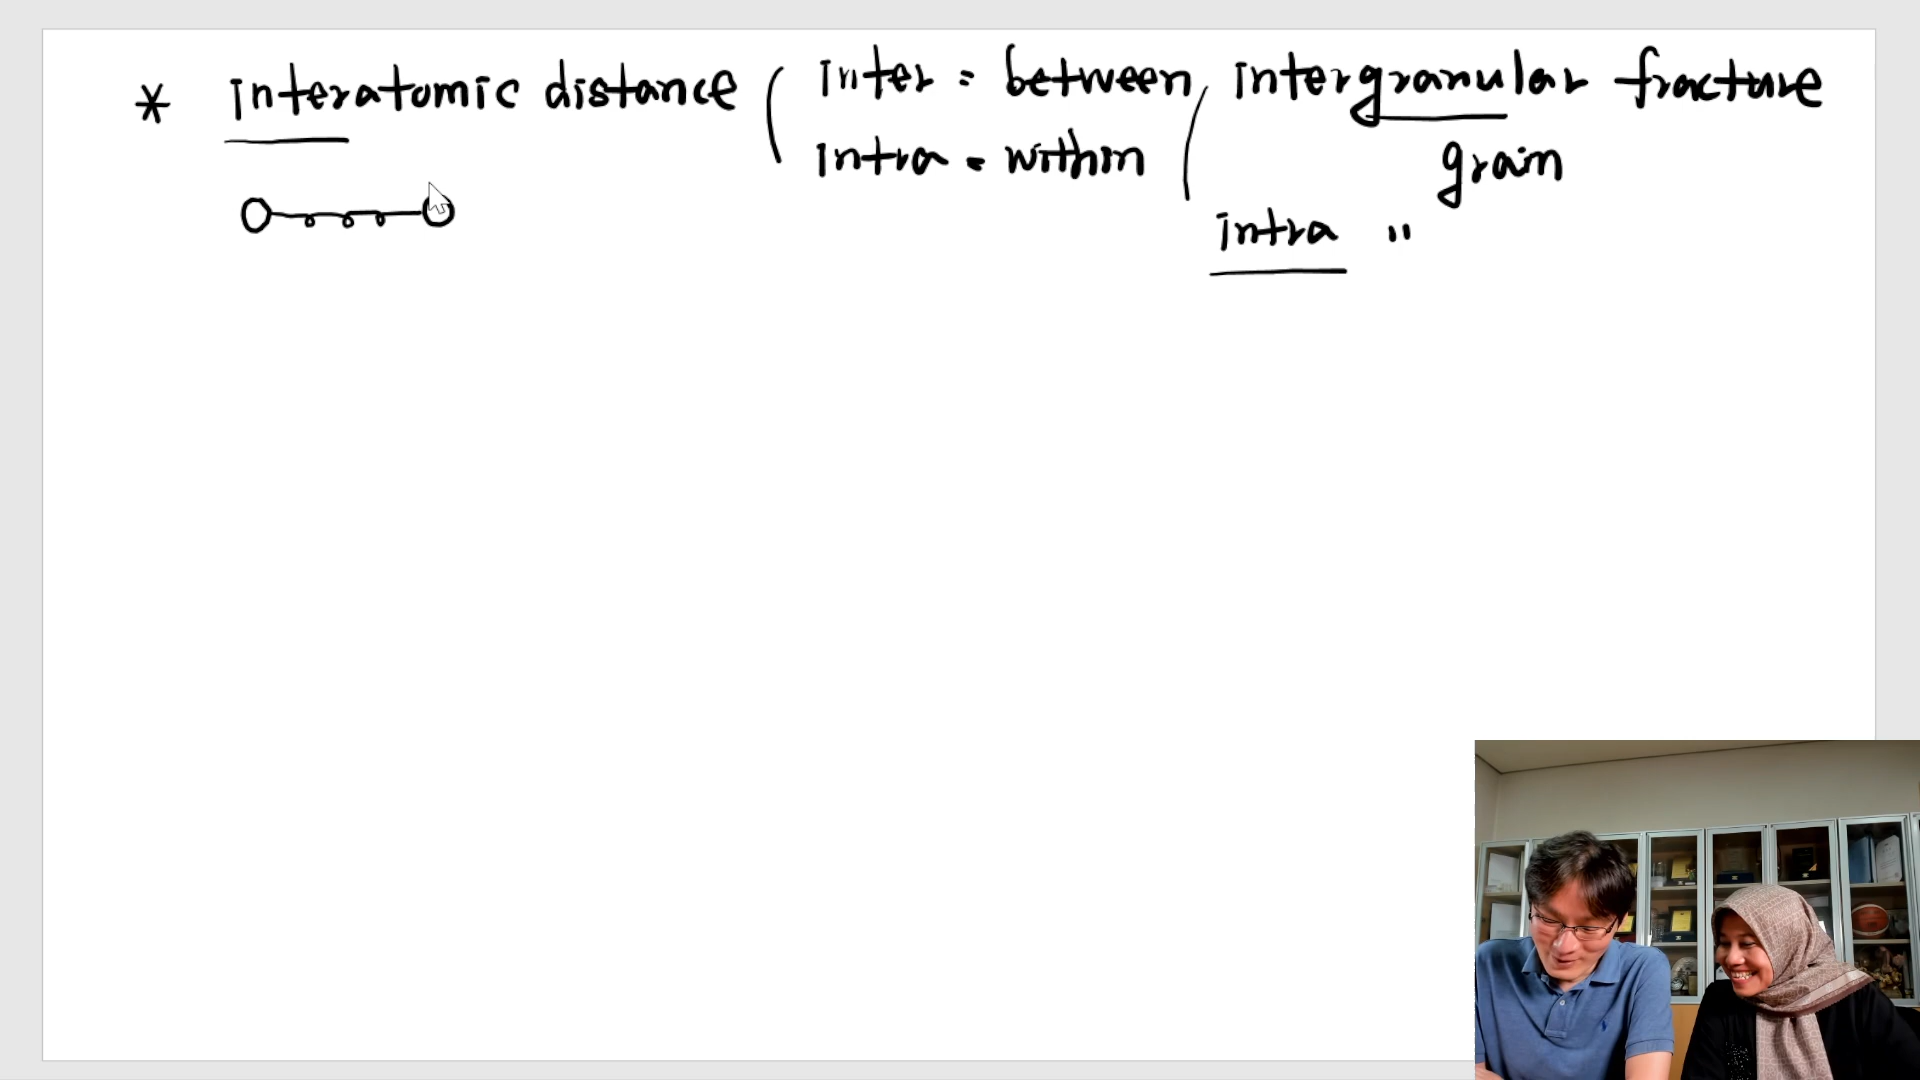 * interatomic distance ( inter = between / intergranular fracture
intra = within grain
intra "